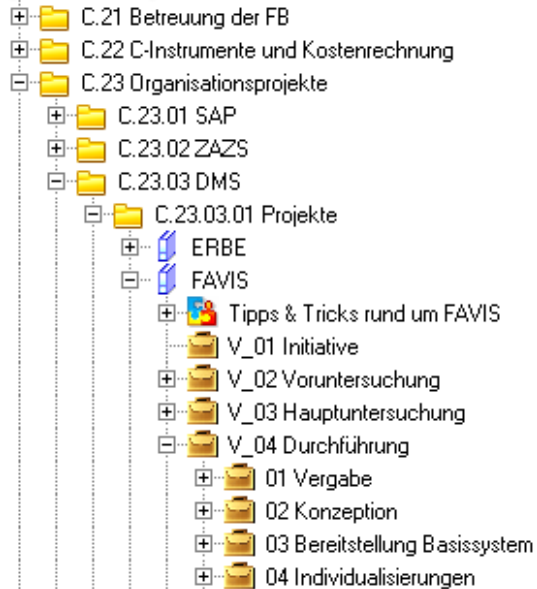 C.21 Betreuung der FB
C.22 C-Instrumente und Kostenrechnung
C.23 Organisationsprojekte
C.23.01 SAP
C.23.02 ZAZS
C.23.03 DMS
C.23.03.01 Projekte
ERBE
FAVIS
Tipps & Tricks rund um FAVIS
V_01 Initiative
V_02 Voruntersuchung
V_03 Hauptuntersuchung
V_04 Durchführung
01 Vergabe
02 Konzeption
03 Bereitstellung Basissystem
04 Individualisierungen